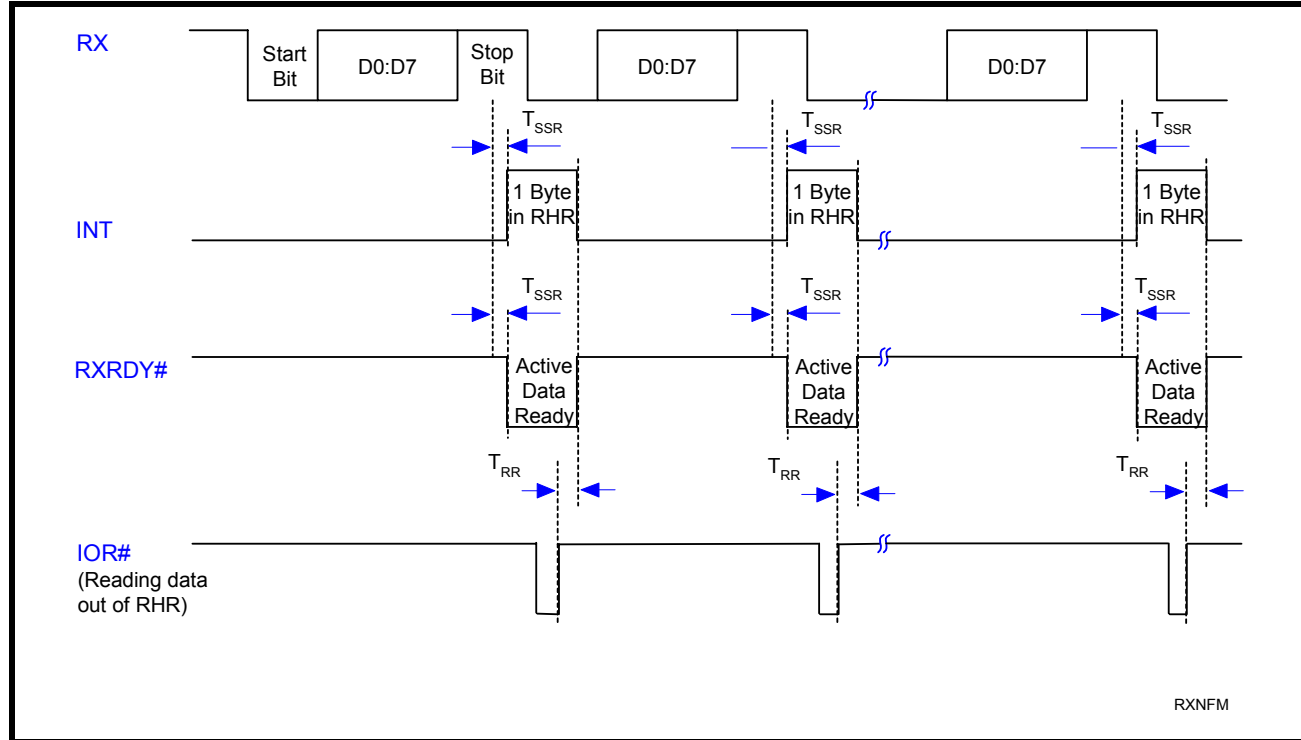 RX
Start
Bit
D0:D7
Stop
Bit
D0:D7
D0:D7
TSSR
TSSR
TSSR
INT
1 Byte
in RHR
1 Byte
in RHR
1 Byte
in RHR
TSSR
TSSR
TSSR
RXRDY#
Active
Data
Ready
Active
Data
Ready
Active
Data
Ready
TRR
TRR
TRR
IOR#
(Reading data
out of RHR)
RXNFM